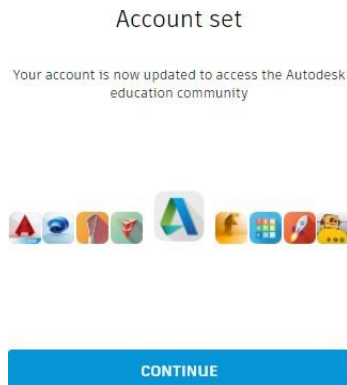 Account set
Your account is now updated to access the Autodesk
education community
CONTINUE